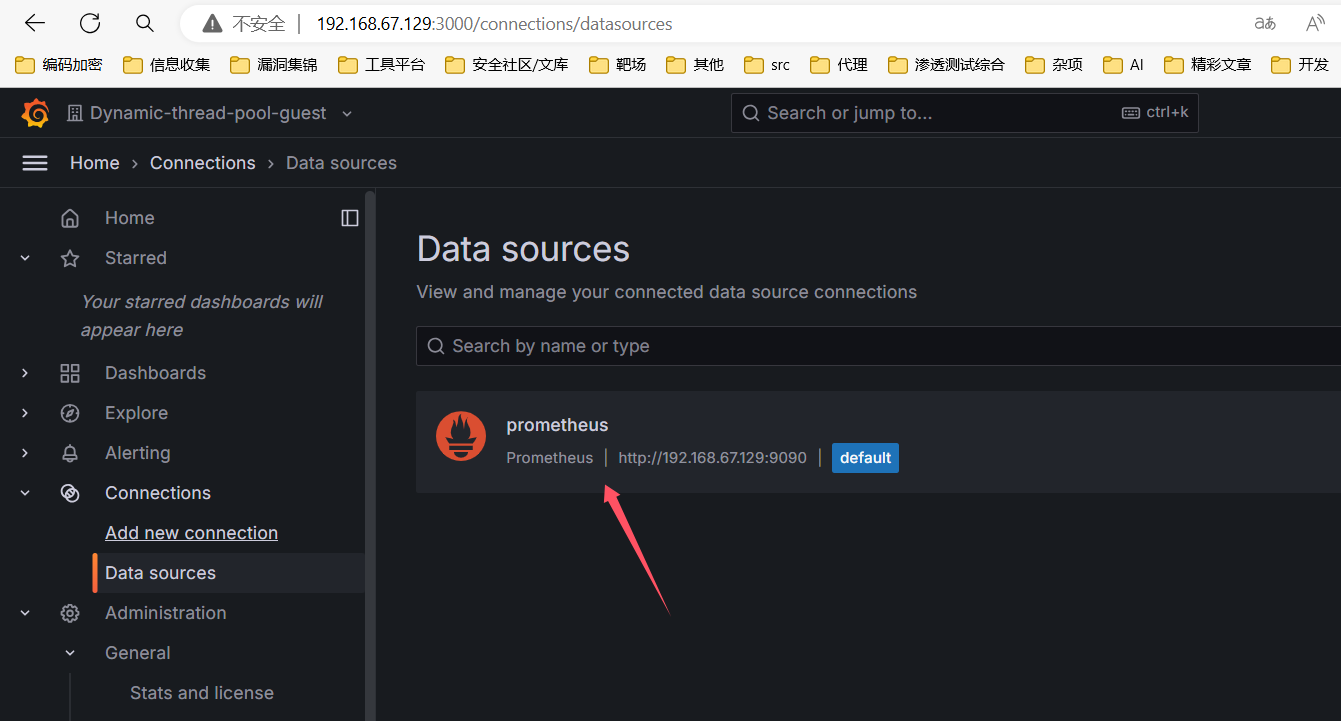 不安全 | 192.168.67.129:3000/connections/datasources
编码加密 信息收集 漏洞集锦 工具平台 安全社区/文库 靶场 其他 src 代理 渗透测试综合 杂项 AI 精彩文章 开发
Dynamic-thread-pool-guest
Search or jump to... ctrl+k
Home › Connections › Data sources
Home
Starred
Your starred dashboards will
appear here
Dashboards
Explore
Alerting
Connections
Add new connection
Data sources
Administration
General
Stats and license
Data sources
View and manage your connected data source connections
Search by name or type
prometheus
Prometheus | http://192.168.67.129:9090 | default